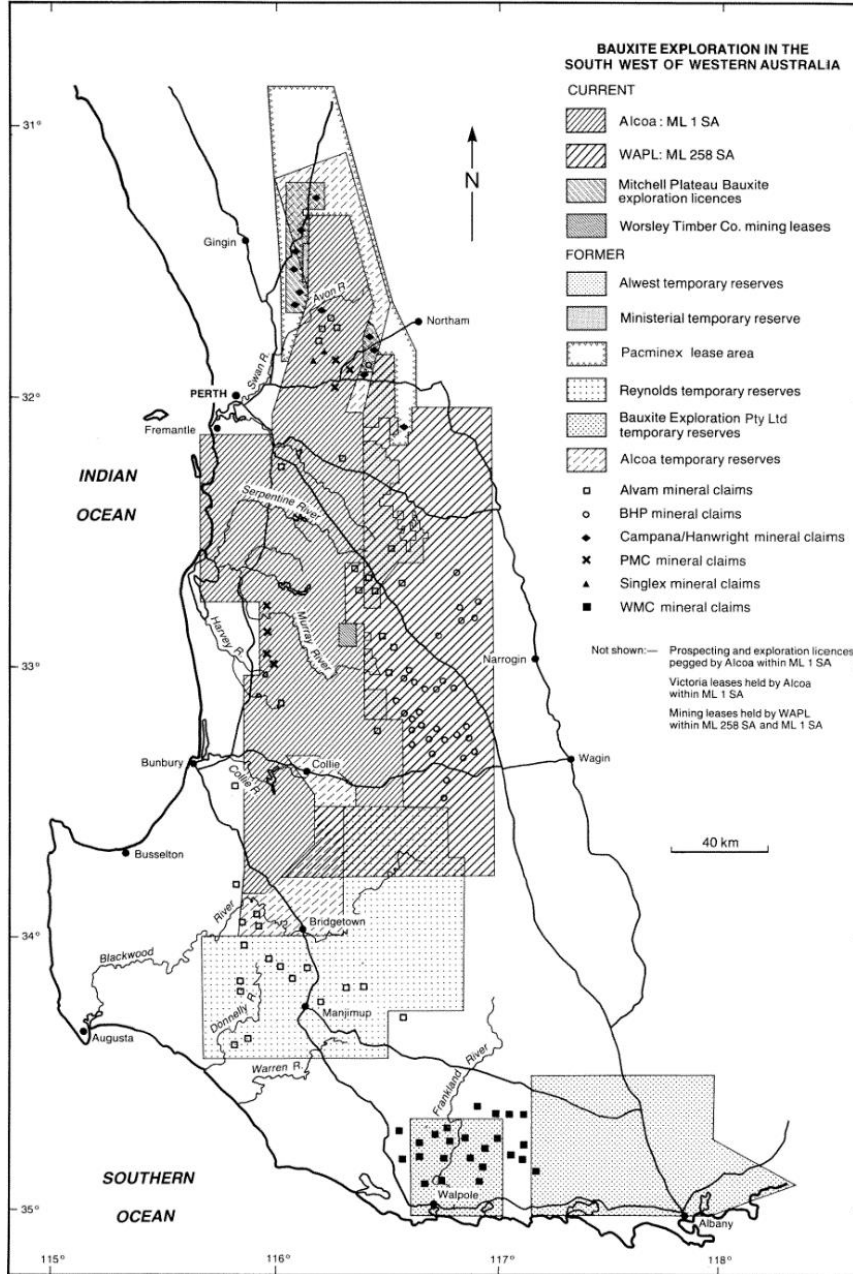 BAUXITE EXPLORATION IN THE
SOUTH WEST OF WESTERN AUSTRALIA
CURRENT
Alcoa: ML 1 SA
WAPL: ML 258 SA
Mitchell Plateau Bauxite
exploration licences
Worsley Timber Co. mining leases
FORMER
Alwest temporary reserves
Ministerial temporary reserve
Pacminex lease area
Reynolds temporary reserves
Bauxite Exploration Pty Ltd
temporary reserves
Alcoa temporary reserves
Alvam mineral claims
BHP mineral claims
Campana/Hanwright mineral claims
PMC mineral claims
Singlex mineral claims
WMC mineral claims
Not shown:— Prospecting and exploration licences
pegged by Alcoa within ML 1 SA
Victoria leases held by Alcoa
within ML 1 SA
Mining leases held by WAPL
within ML 258 SA and ML 1 SA
40 km
N
31°
Gingin
Avon R
Northam
Swan R.
32°
PERTH
Fremantle
INDIAN
OCEAN
Serpentine River
Murray River
Harvey R.
33°
Narrogin
Bunbury
Collie R
Collie
Wagin
Busselton
34°
Bridgetown
Blackwood
River
Donnelly R.
Manjimup
Augusta
Warren R.
Frankland River
SOUTHERN
OCEAN
Walpole
35°
Albany
115°
116°
117°
118°